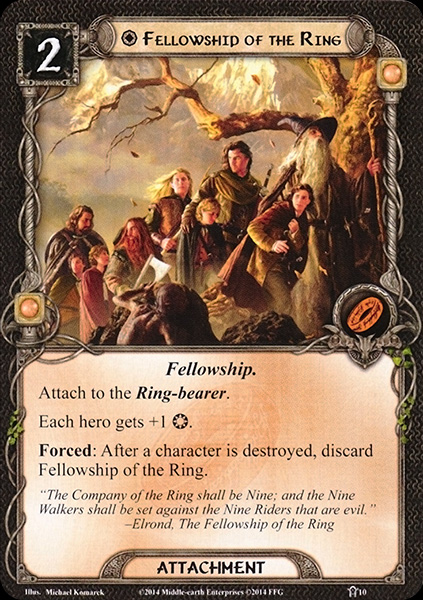 2
FELLOWSHIP OF THE RING
Fellowship.
Attach to the Ring-bearer.
Each hero gets +1 .
Forced: After a character is destroyed, discard
Fellowship of the Ring.
"The Company of the Ring shall be Nine; and the Nine
Walkers shall be set against the Nine Riders that are evil."
–Elrond, The Fellowship of the Ring
ATTACHMENT
Illus. Michael Komarck
©2014 Middle-earth Enterprises ©2014 FFG
10